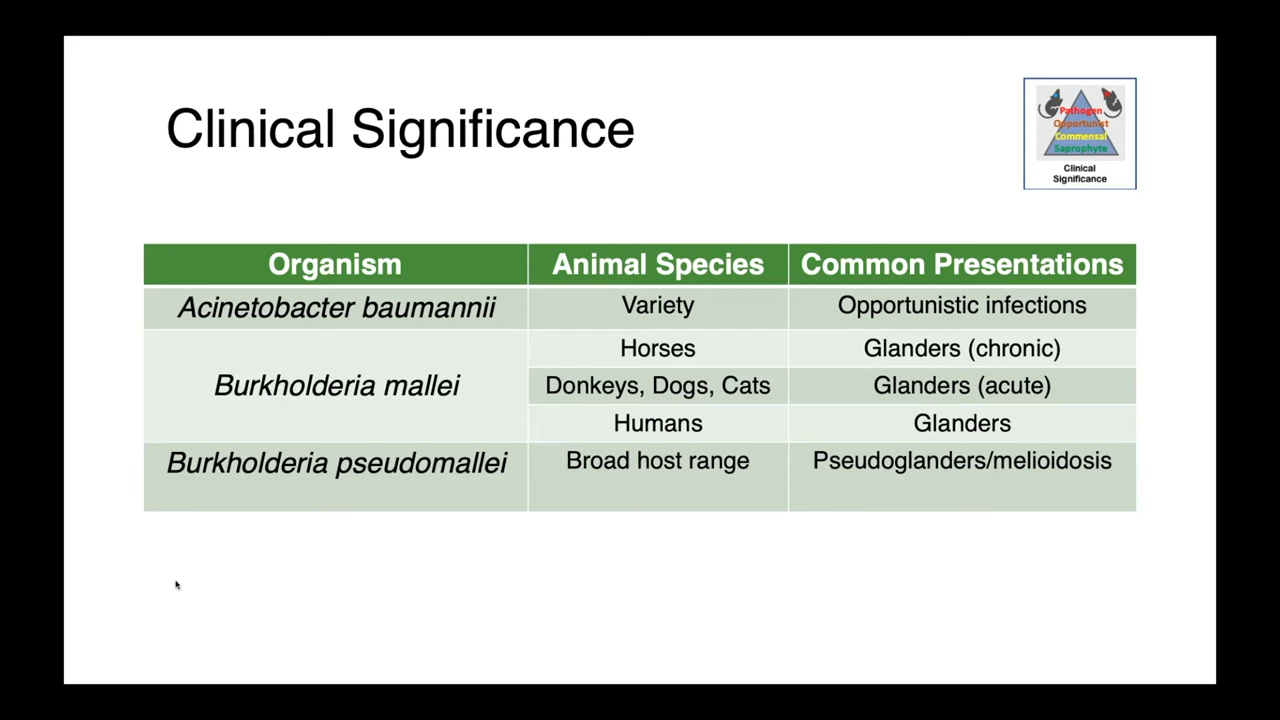 Clinical Significance
Pathogen
Opportunist
Commensal
Saprophyte
Clinical
Significance
Organism Animal Species Common Presentations
Acinetobacter baumannii Variety Opportunistic infections
Horses Glanders (chronic)
Burkholderia mallei Donkeys, Dogs, Cats Glanders (acute)
Humans Glanders
Burkholderia pseudomallei Broad host range Pseudoglanders/melioidosis